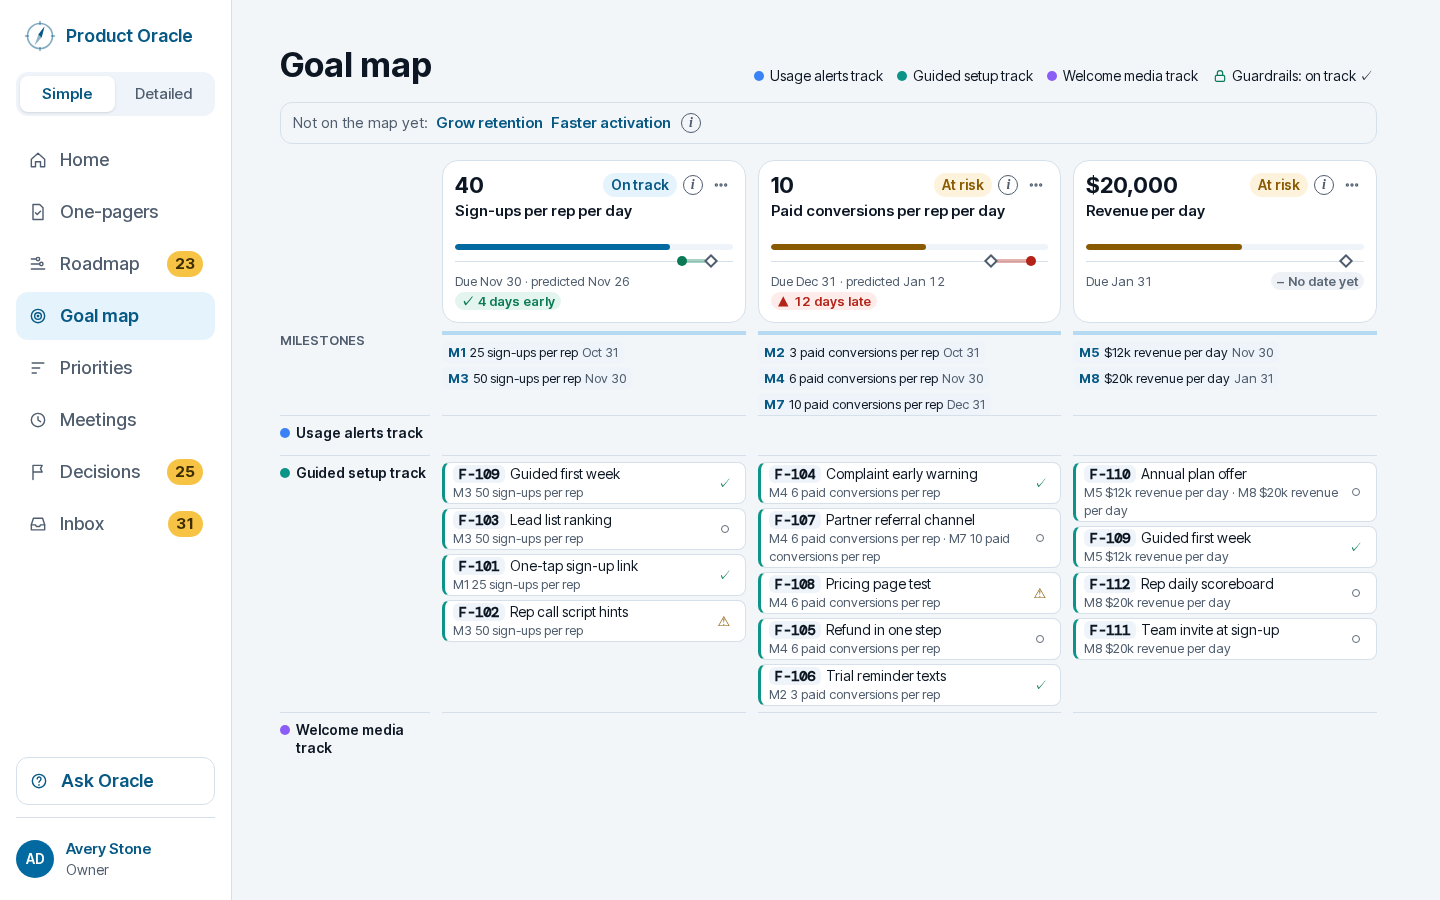 Product Oracle
Simple
Detailed
Home
One-pagers
Roadmap 23
Goal map
Priorities
Meetings
Decisions 25
Inbox 31
Ask Oracle
AD
Avery Stone
Owner
Goal map
Usage alerts track
Guided setup track
Welcome media track
Guardrails: on track ✓
Not on the map yet: Grow retention Faster activation i
40 On track i ···
Sign-ups per rep per day
Due Nov 30 · predicted Nov 26
✓ 4 days early
10 At risk i ···
Paid conversions per rep per day
Due Dec 31 · predicted Jan 12
▲ 12 days late
$20,000 At risk i ···
Revenue per day
Due Jan 31
– No date yet
MILESTONES
M1 25 sign-ups per rep Oct 31
M3 50 sign-ups per rep Nov 30
M2 3 paid conversions per rep Oct 31
M4 6 paid conversions per rep Nov 30
M7 10 paid conversions per rep Dec 31
M5 $12k revenue per day Nov 30
M8 $20k revenue per day Jan 31
Usage alerts track
Guided setup track
F-109 Guided first week
M3 50 sign-ups per rep
✓
F-103 Lead list ranking
M3 50 sign-ups per rep
○
F-101 One-tap sign-up link
M1 25 sign-ups per rep
✓
F-102 Rep call script hints
M3 50 sign-ups per rep
⚠
F-104 Complaint early warning
M4 6 paid conversions per rep
✓
F-107 Partner referral channel
M4 6 paid conversions per rep · M7 10 paid
conversions per rep
○
F-108 Pricing page test
M4 6 paid conversions per rep
⚠
F-105 Refund in one step
M4 6 paid conversions per rep
○
F-106 Trial reminder texts
M2 3 paid conversions per rep
✓
F-110 Annual plan offer
M5 $12k revenue per day · M8 $20k revenue
per day
○
F-109 Guided first week
M5 $12k revenue per day
✓
F-112 Rep daily scoreboard
M8 $20k revenue per day
○
F-111 Team invite at sign-up
M8 $20k revenue per day
○
Welcome media
track